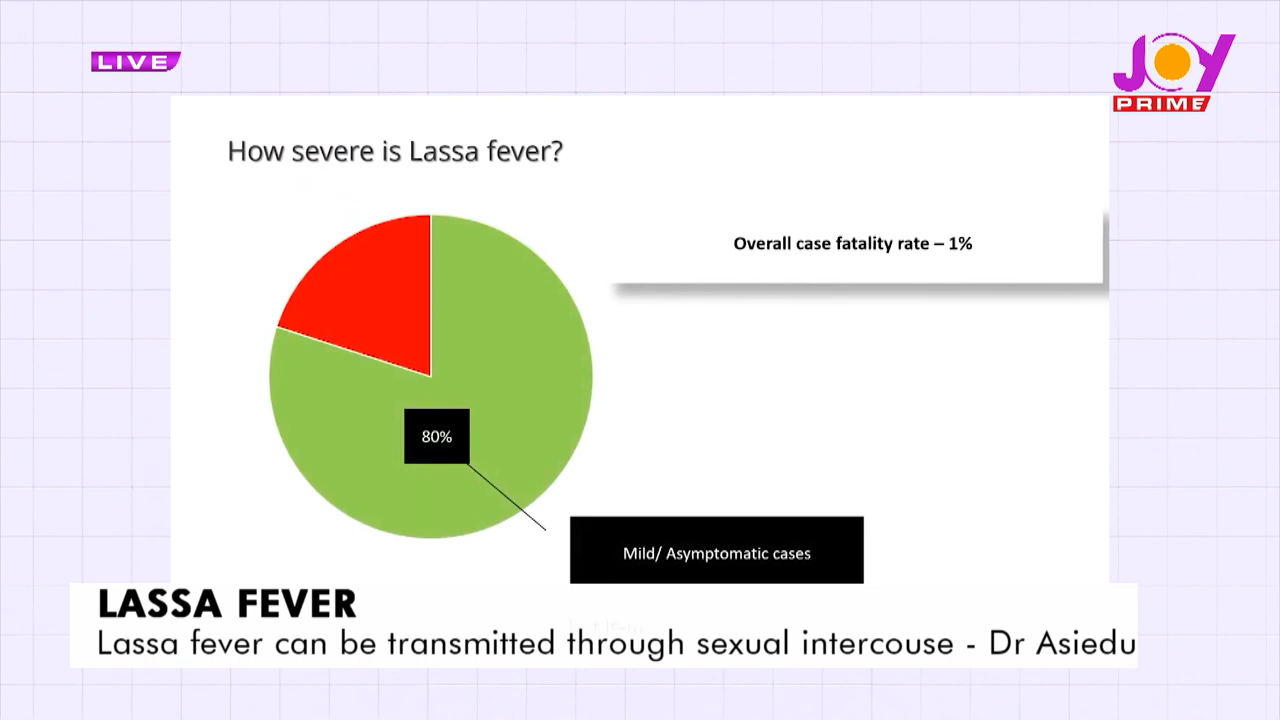 LIVE
JOY
PRIME
How severe is Lassa fever?
Overall case fatality rate – 1%
80%
Mild/ Asymptomatic cases
LASSA FEVER
Lassa fever can be transmitted through sexual intercouse - Dr Asiedu